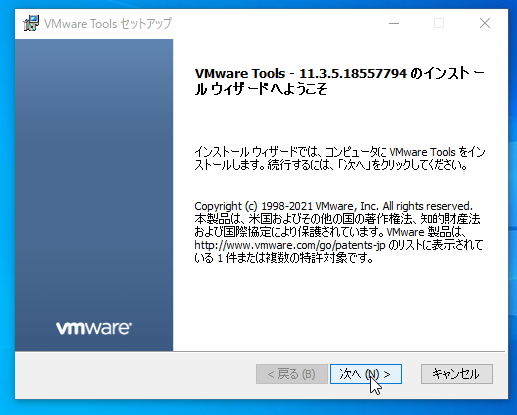 VMware Tools セットアップ
VMware Tools - 11.3.5.18557794 のインストー
ル ウィザードへようこそ
インストール ウィザードでは、コンピュータに VMware Tools をイン
ストールします。続行するには、「次へ」をクリックしてください。
Copyright (c) 1998-2021 VMware, Inc. All rights reserved.
本製品は、米国およびその他の国の著作権法、知的財産法
および国際協定により保護されています。VMware 製品は、
http://www.vmware.com/go/patents-jp のリストに表示されて
いる 1 件または複数の特許対象です。
vmware
< 戻る (B)
次へ (N) >
キャンセル